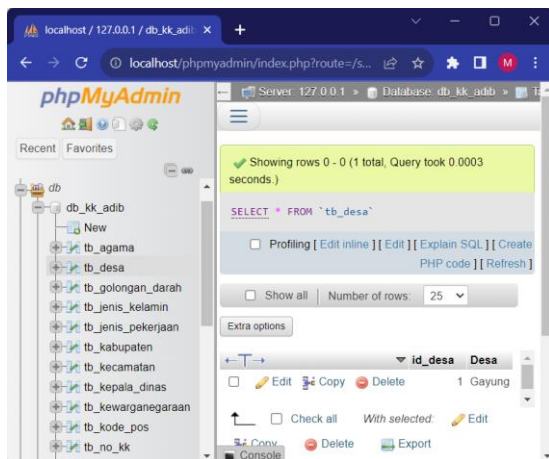 localhost / 127.0.0.1 / db_kk_adib
localhost/phpmyadmin/index.php?route=/s...
M
phpMyAdmin
Recent Favorites
db
db_kk_adib
New
tb_agama
tb_desa
tb_golongan_darah
tb_jenis_kelamin
tb_jenis_pekerjaan
tb_kabupaten
tb_kecamatan
tb_kepala_dinas
tb_kewarganegaraan
tb_kode_pos
tb_no_kk
Server: 127.0.0.1 » Database: db_kk_adib »
Showing rows 0 - 0 (1 total, Query took 0.0003
seconds.)
SELECT * FROM `tb_desa`
Profiling [ Edit inline ] [ Edit ] [ Explain SQL ] [ Create
PHP code ] [ Refresh ]
Show all Number of rows: 25
Extra options
id_desa Desa
Edit Copy Delete 1 Gayung
Check all With selected: Edit
Copy Delete Export
Console